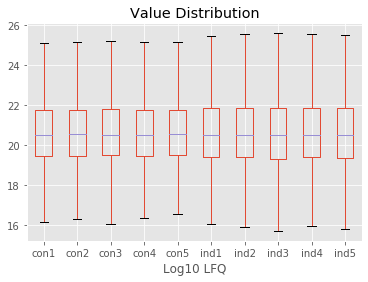 Value Distribution
26
24
22
20
18
16
con1 con2 con3 con4 con5 ind1 ind2 ind3 ind4 ind5
Log10 LFQ